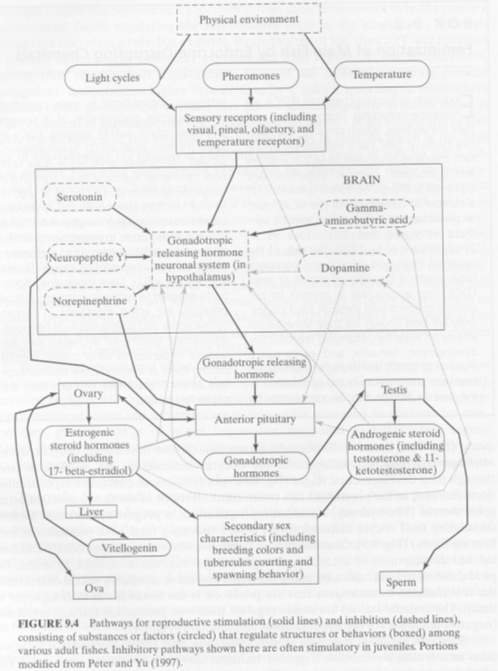 Physical environment
Light cycles
Pheromones
Temperature
Sensory receptors (including
visual, pineal, olfactory, and
temperature receptors)
BRAIN
Serotonin
Gamma-
aminobutyric acid
Gonadotropic
releasing hormone
neuronal system (in
hypothalamus)
Neuropeptide Y
Dopamine
Norepinephrine
Gonadotropic releasing
hormone
Ovary
Testis
Anterior pituitary
Estrogenic
steroid hormones
(including
17- beta-estradiol)
Androgenic steroid
hormones (including
testosterone & 11-
ketotestosterone)
Gonadotropic
hormones
Liver
Vitellogenin
Secondary sex
characteristics (including
breeding colors and
tubercules courting and
spawning behavior)
Ova
Sperm
FIGURE 9.4 Pathways for reproductive stimulation (solid lines) and inhibition (dashed lines),
consisting of substances or factors (circled) that regulate structures or behaviors (boxed) among
various adult fishes. Inhibitory pathways shown here are often stimulatory in juveniles. Portions
modified from Peter and Yu (1997).